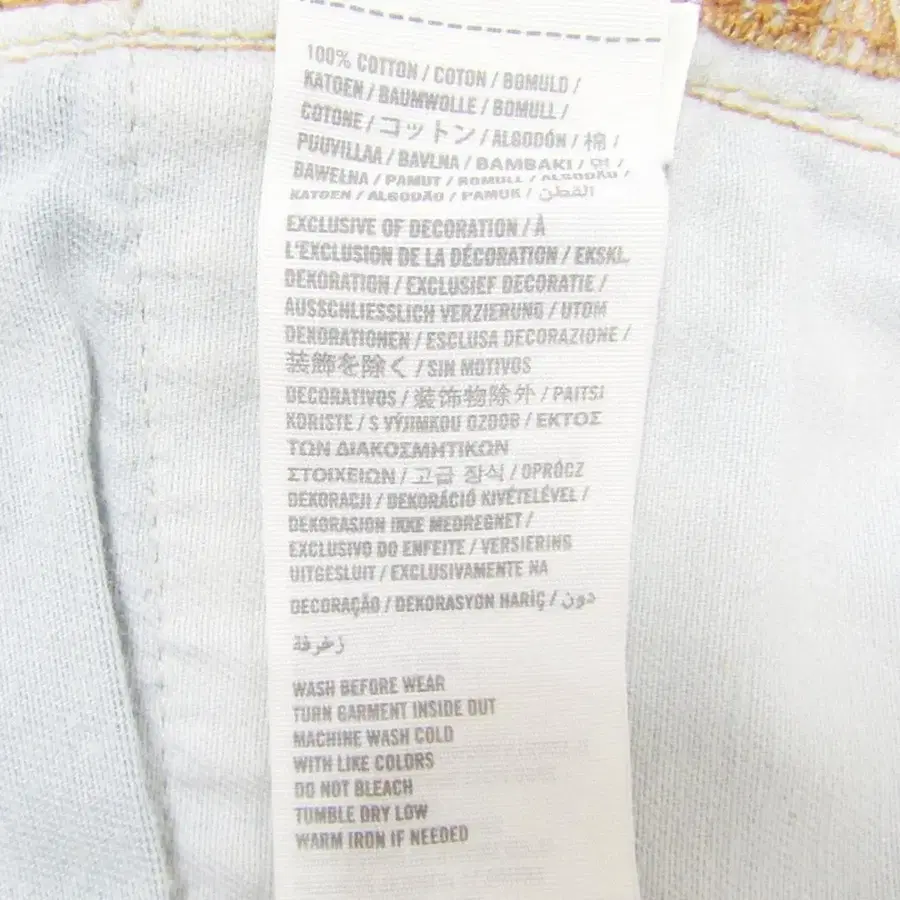 100% COTTON / COTON / BOMULD /
KATOEN / BAUMWOLLE / BOMULL /
COTONE / コットン / ALGODÓN / 棉 /
PUUVILLAA / BAVLNA / BAMBAKI / 면 /
BAWEŁNA / PAMUT / BOMULL / ALGODÃO /
KATOEN / ALGODÃO / PAMUK / القطن
EXCLUSIVE OF DECORATION / À
L'EXCLUSION DE LA DÉCORATION / EKSKL.
DEKORATION / EXCLUSIEF DECORATIE /
AUSSCHLIESSLICH VERZIERUNG / UTOM
DEKORATIONEN / ESCLUSA DECORAZIONE /
装飾を除く / SIN MOTIVOS
DECORATIVOS / 装饰物除外 / PAITSI
KORISTE / S VÝJIMKOU OZDOB / ΕΚΤΟΣ
ΤΩΝ ΔΙΑΚΟΣΜΗΤΙΚΩΝ
ΣΤΟΙΧΕΙΩΝ / 고급 장식 / OPRÓCZ
DEKORACJI / DEKORÁCIÓ KIVÉTELÉVEL /
DEKORASJON IKKE MEDREGNET /
EXCLUSIVO DO ENFEITE / VERSIERING
UITGESLUIT / EXCLUSIVAMENTE NA
DECORAÇÃO / DEKORASYON HARİÇ / دون
زخرفة
WASH BEFORE WEAR
TURN GARMENT INSIDE OUT
MACHINE WASH COLD
WITH LIKE COLORS
DO NOT BLEACH
TUMBLE DRY LOW
WARM IRON IF NEEDED